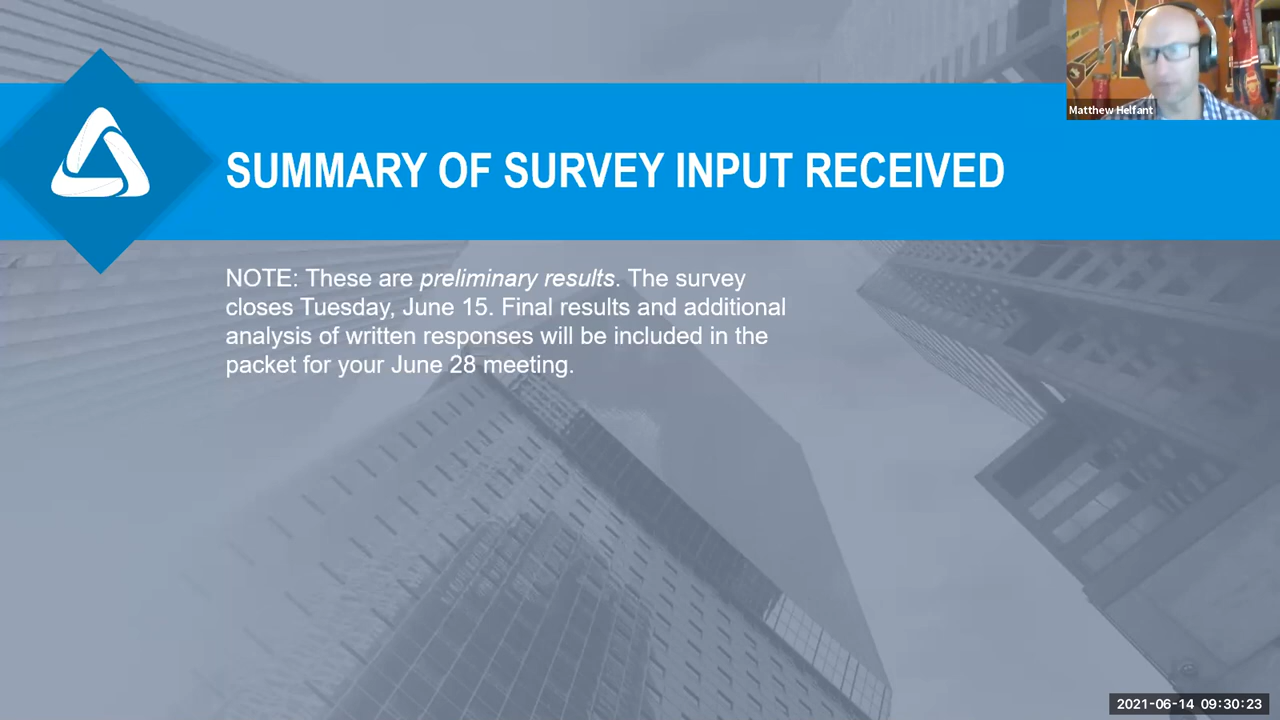 SUMMARY OF SURVEY INPUT RECEIVED
Matthew Helfant
NOTE: These are preliminary results. The survey
closes Tuesday, June 15. Final results and additional
analysis of written responses will be included in the
packet for your June 28 meeting.
2021-06-14 09:30:23